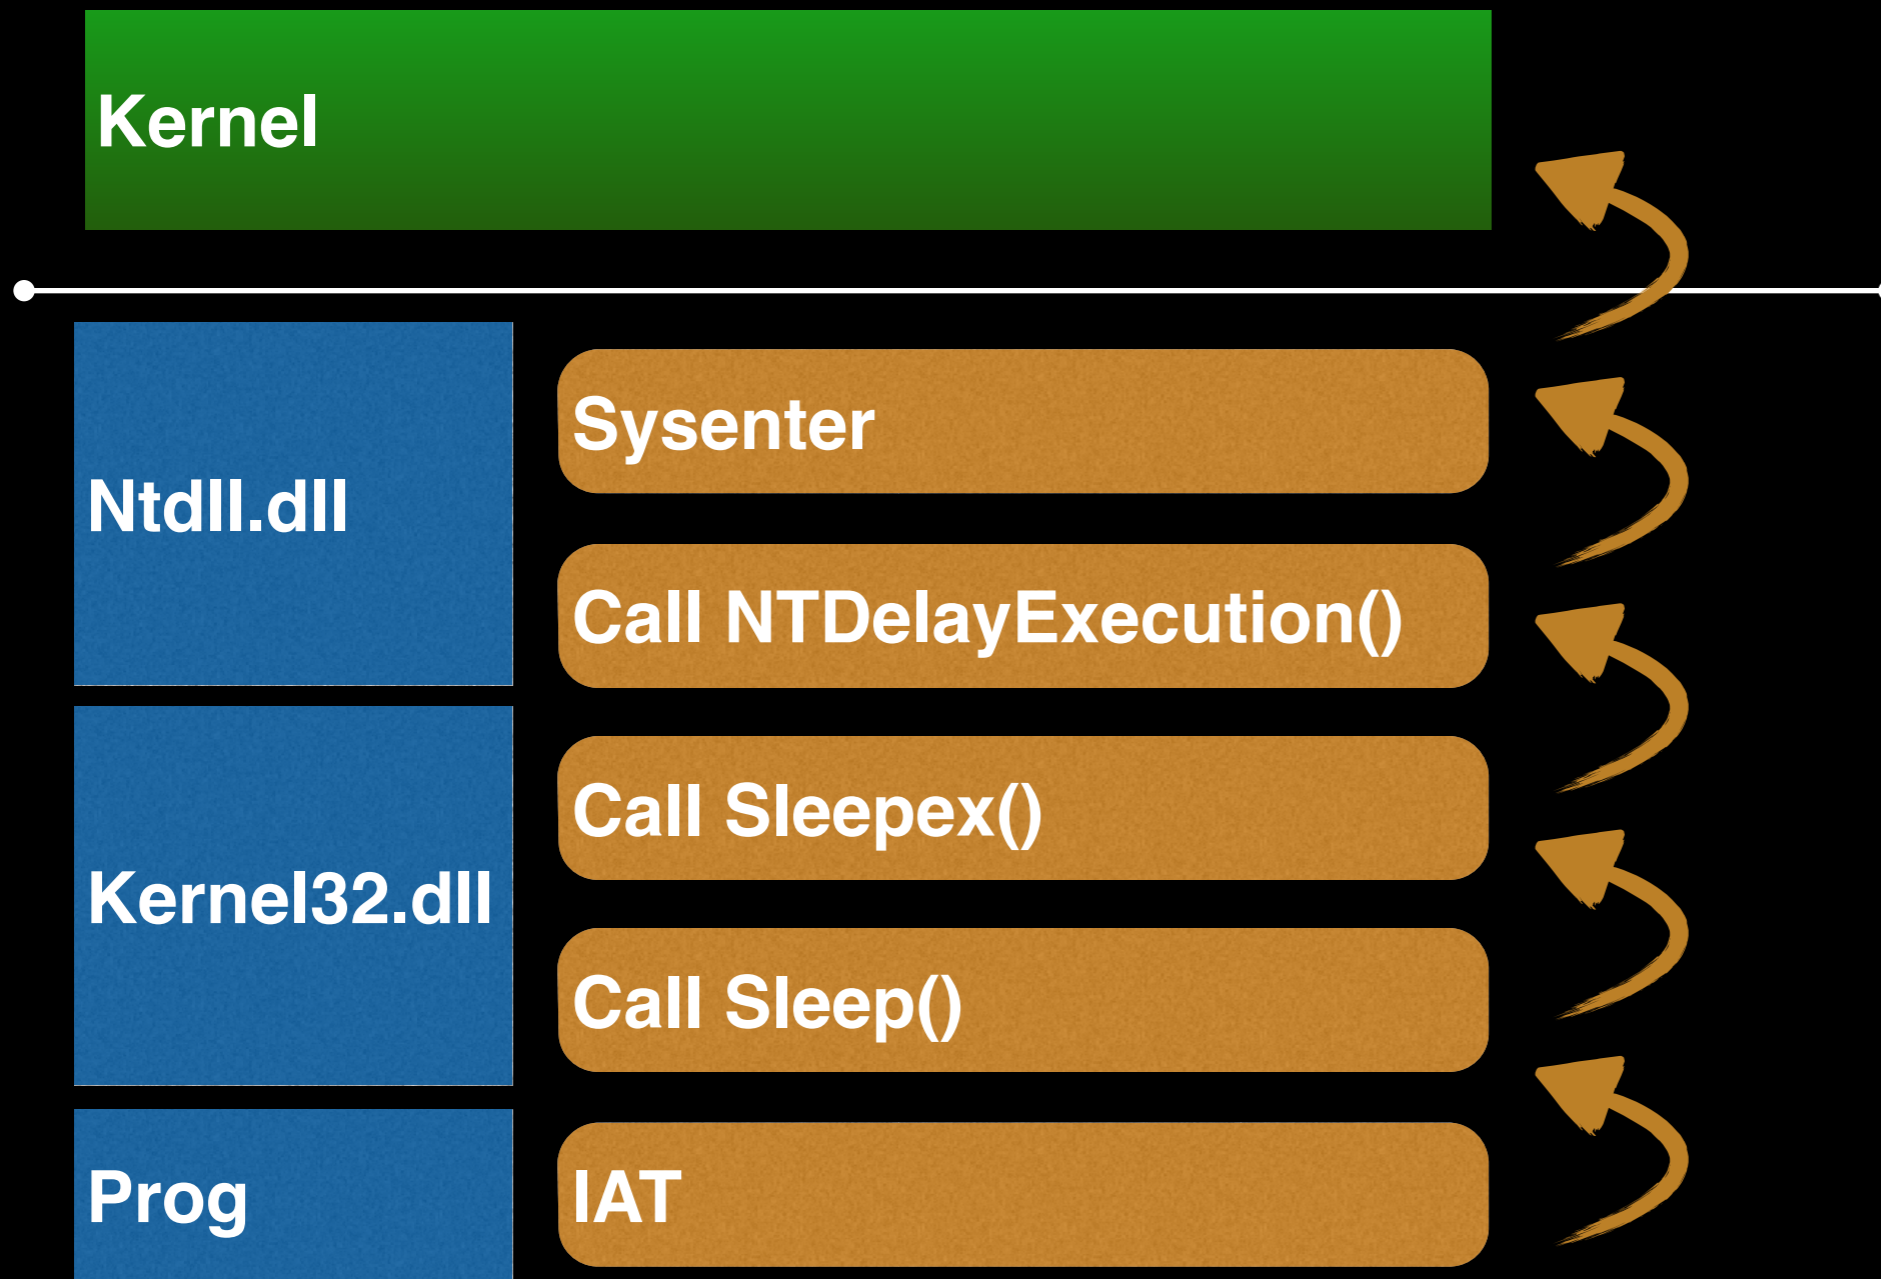 Kernel
Ntdll.dll
Sysenter
Call NTDelayExecution()
Kernel32.dll
Call Sleepex()
Call Sleep()
Prog
IAT